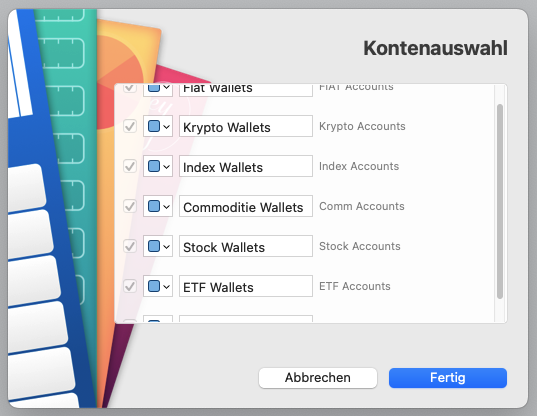 Kontenauswahl
Fiat Wallets FIAT Accounts
Krypto Wallets Krypto Accounts
Index Wallets Index Accounts
Commoditie Wallets Comm Accounts
Stock Wallets Stock Accounts
ETF Wallets ETF Accounts
Abbrechen Fertig